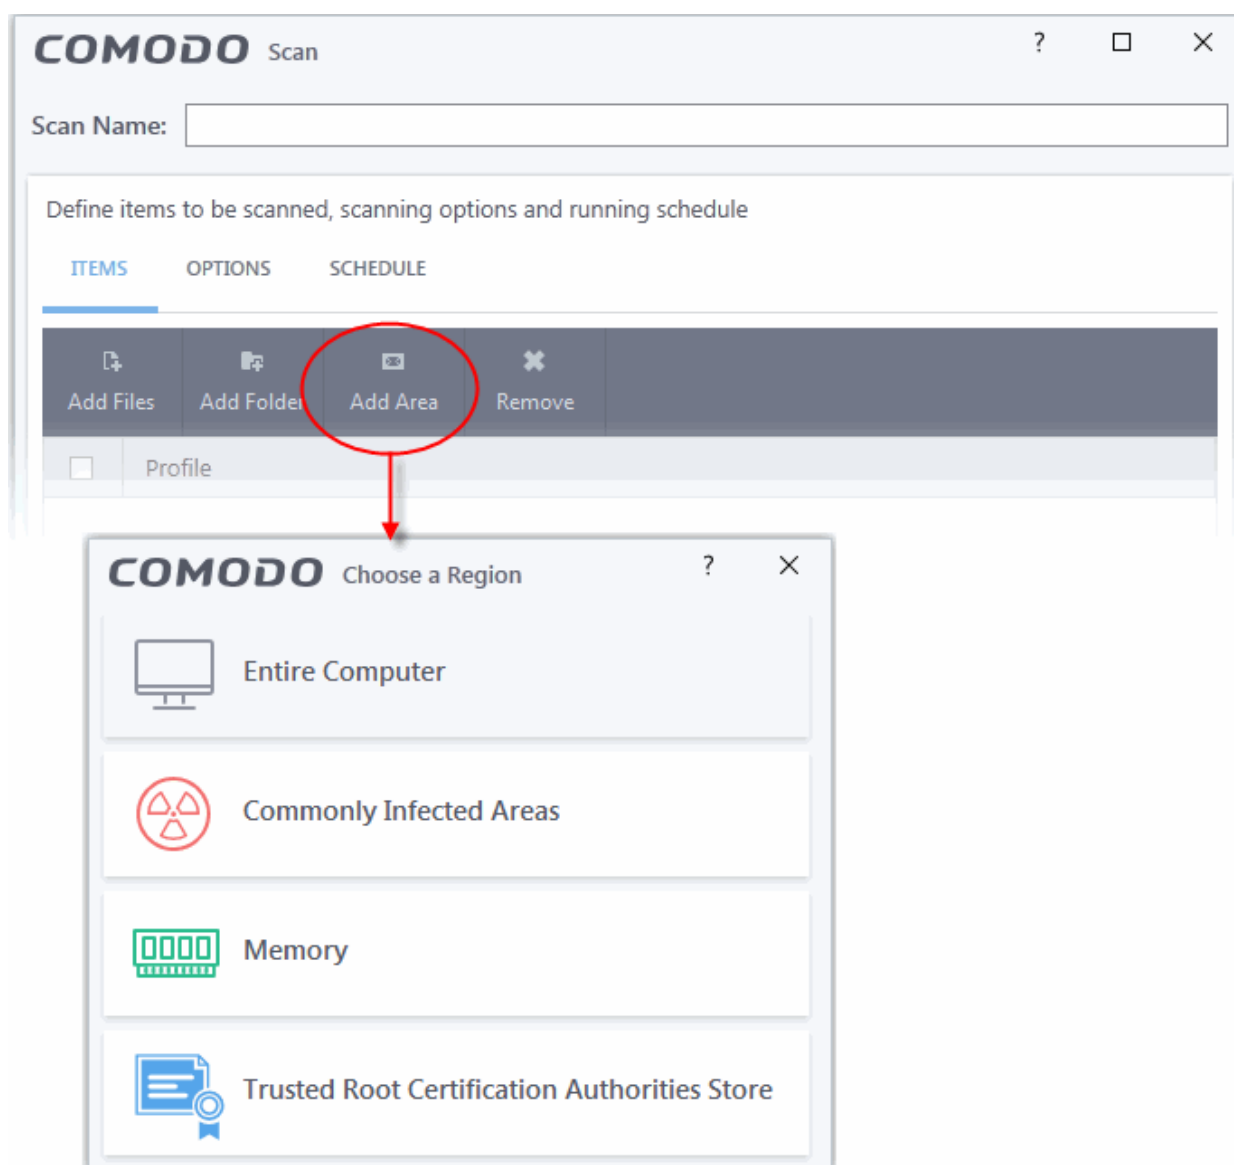 COMODO Scan ?
Scan Name:
Define items to be scanned, scanning options and running schedule
ITEMS OPTIONS SCHEDULE
Add Files Add Folder Add Area Remove
Profile
COMODO Choose a Region ?
Entire Computer
Commonly Infected Areas
Memory
Trusted Root Certification Authorities Store